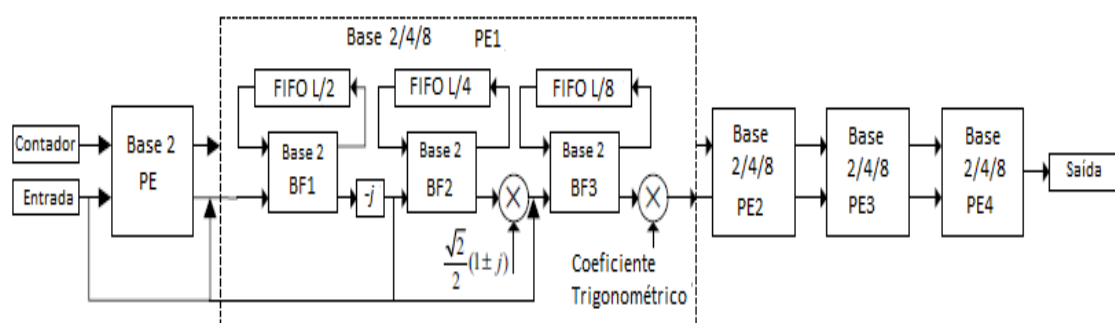 Base 2/4/8 PE1
FIFO L/2
FIFO L/4
FIFO L/8
Contador
Entrada
Base 2
PE
Base 2
BF1
-j
Base 2
BF2
×
√2/2 (1± j)
Base 2
BF3
×
Coeficiente
Trigonométrico
Base
2/4/8
PE2
Base
2/4/8
PE3
Base
2/4/8
PE4
Saída